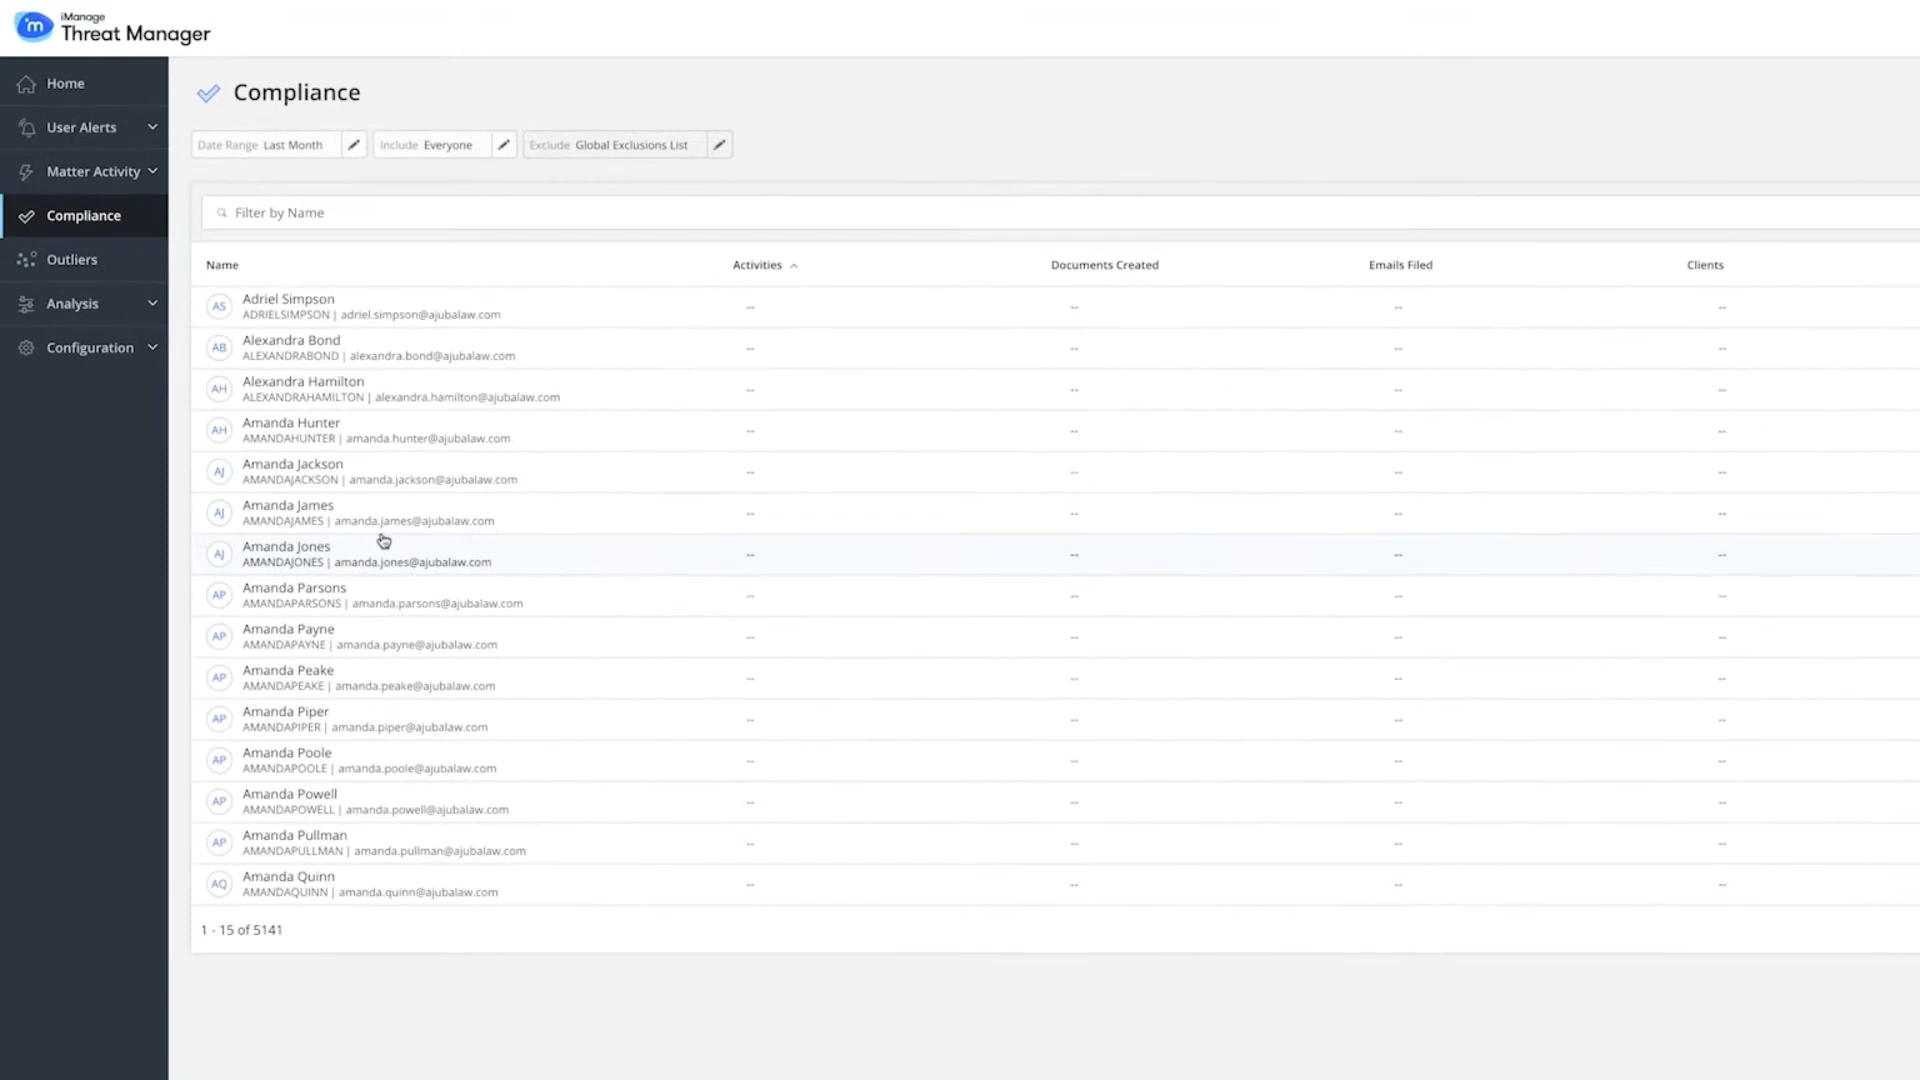 iManage
Threat Manager
Home
User Alerts
Matter Activity
Compliance
Outliers
Analysis
Configuration
Compliance
Date Range Last Month
Include Everyone
Exclude Global Exclusions List
Filter by Name
Name Activities Documents Created Emails Filed Clients
AS Adriel Simpson
ADRIELSIMPSON | adriel.simpson@ajubalaw.com -- -- -- --
AB Alexandra Bond
ALEXANDRABOND | alexandra.bond@ajubalaw.com -- -- -- --
AH Alexandra Hamilton
ALEXANDRAHAMILTON | alexandra.hamilton@ajubalaw.com -- -- -- --
AH Amanda Hunter
AMANDAHUNTER | amanda.hunter@ajubalaw.com -- -- -- --
AJ Amanda Jackson
AMANDAJACKSON | amanda.jackson@ajubalaw.com -- -- -- --
AJ Amanda James
AMANDAJAMES | amanda.james@ajubalaw.com -- -- -- --
AJ Amanda Jones
AMANDAJONES | amanda.jones@ajubalaw.com -- -- -- --
AP Amanda Parsons
AMANDAPARSONS | amanda.parsons@ajubalaw.com -- -- -- --
AP Amanda Payne
AMANDAPAYNE | amanda.payne@ajubalaw.com -- -- -- --
AP Amanda Peake
AMANDAPEAKE | amanda.peake@ajubalaw.com -- -- -- --
AP Amanda Piper
AMANDAPIPER | amanda.piper@ajubalaw.com -- -- -- --
AP Amanda Poole
AMANDAPOOLE | amanda.poole@ajubalaw.com -- -- -- --
AP Amanda Powell
AMANDAPOWELL | amanda.powell@ajubalaw.com -- -- -- --
AP Amanda Pullman
AMANDAPULLMAN | amanda.pullman@ajubalaw.com -- -- -- --
AQ Amanda Quinn
AMANDAQUINN | amanda.quinn@ajubalaw.com -- -- -- --
1 - 15 of 5141